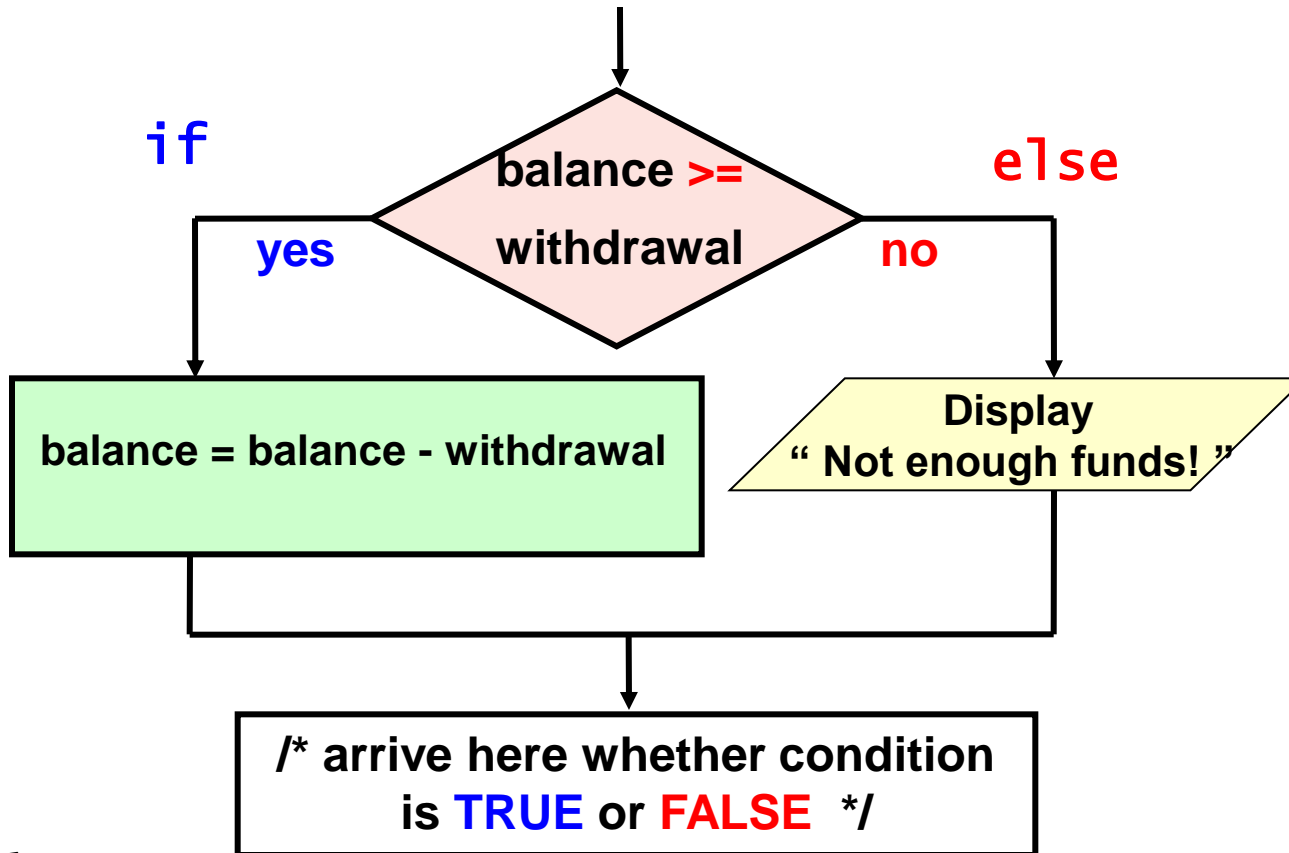 if
else
balance >=
withdrawal
yes
no
balance = balance - withdrawal
Display
“ Not enough funds! ”
/* arrive here whether condition
is TRUE or FALSE */